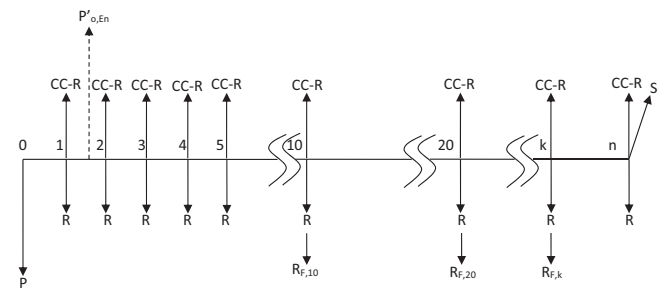 P'o,En
CC-R CC-R CC-R CC-R CC-R CC-R CC-R CC-R CC-R S
0 1 2 3 4 5 10 20 k n
R R R R R R R R R
P RF,10 RF,20 RF,k